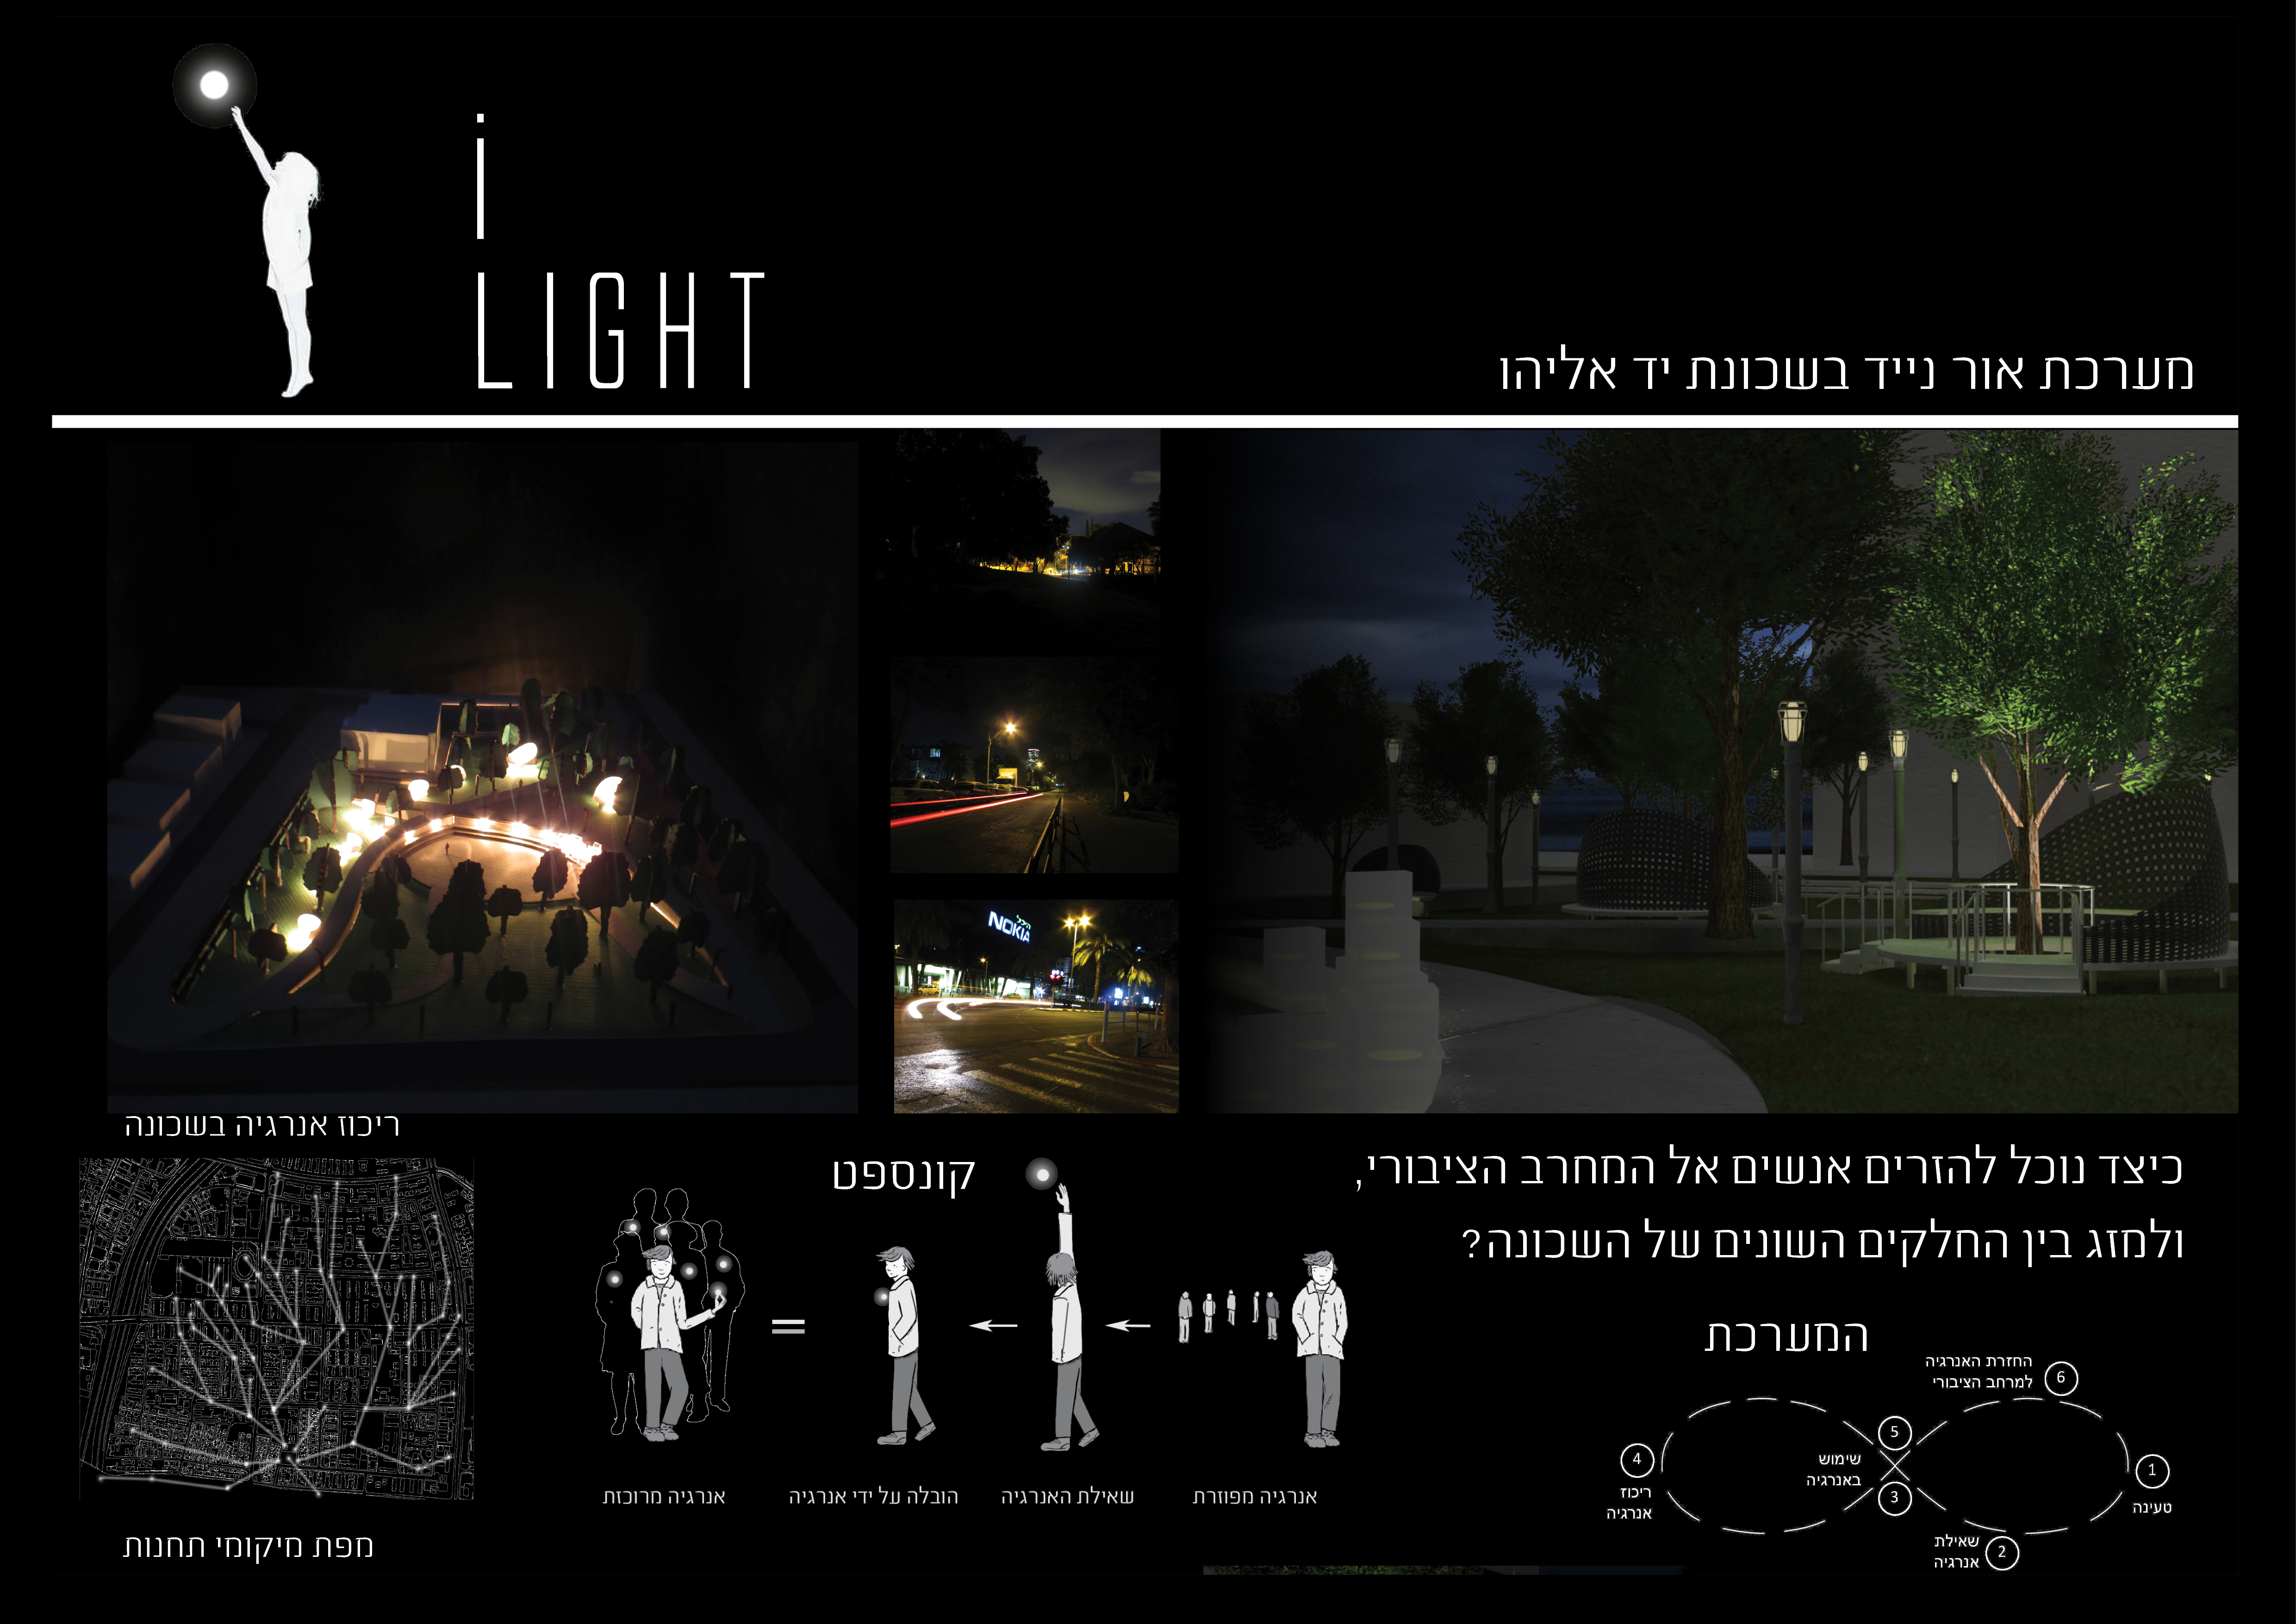 i
LIGHT
מערכת אור נייד בשכונת יד אליהו
נוקיה
NOKIA
ריכוז אנרגיה בשכונה
כיצד נוכל להזרים אנשים אל המחרב הציבורי,
ולמזג בין החלקים השונים של השכונה?
קונספט
=
אנרגיה מפוזרת
שאילת האנרגיה
הובלה על ידי אנרגיה
אנרגיה מרוכזת
המערכת
החזרת האנרגיה
למרחב הציבורי
6
5
שימוש
באנרגיה
3
4
ריכוז
אנרגיה
1
טעינה
שאילת
אנרגיה
2
מפת מיקומי תחנות